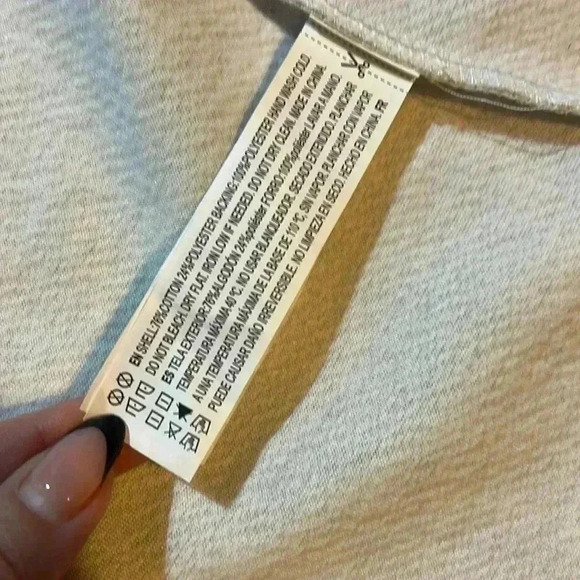 EN SHELL:76%COTTON 24%POLYESTER BACKING:100%POLYESTER HAND WASH COLD
DO NOT BLEACH. DRY FLAT. IRON LOW IF NEEDED. DO NOT DRY CLEAN. MADE IN CHINA
ES TELA EXTERIOR:76%ALGODÓN 24%poliéster FORRO:100%poliéster LAVAR A MANO.
TEMPERATURA MÁXIMA 40 ºC. NO USAR BLANQUEADOR. SECADO EXTENDIDO. PLANCHAR
A UNA TEMPERATURA MÁXIMA DE LA BASE DE 110 ºC, SIN VAPOR. PLANCHAR CON VAPOR
PUEDE CAUSAR DAÑO IRREVERSIBLE. NO LIMPIEZA EN SECO. HECHO EN CHINA FR